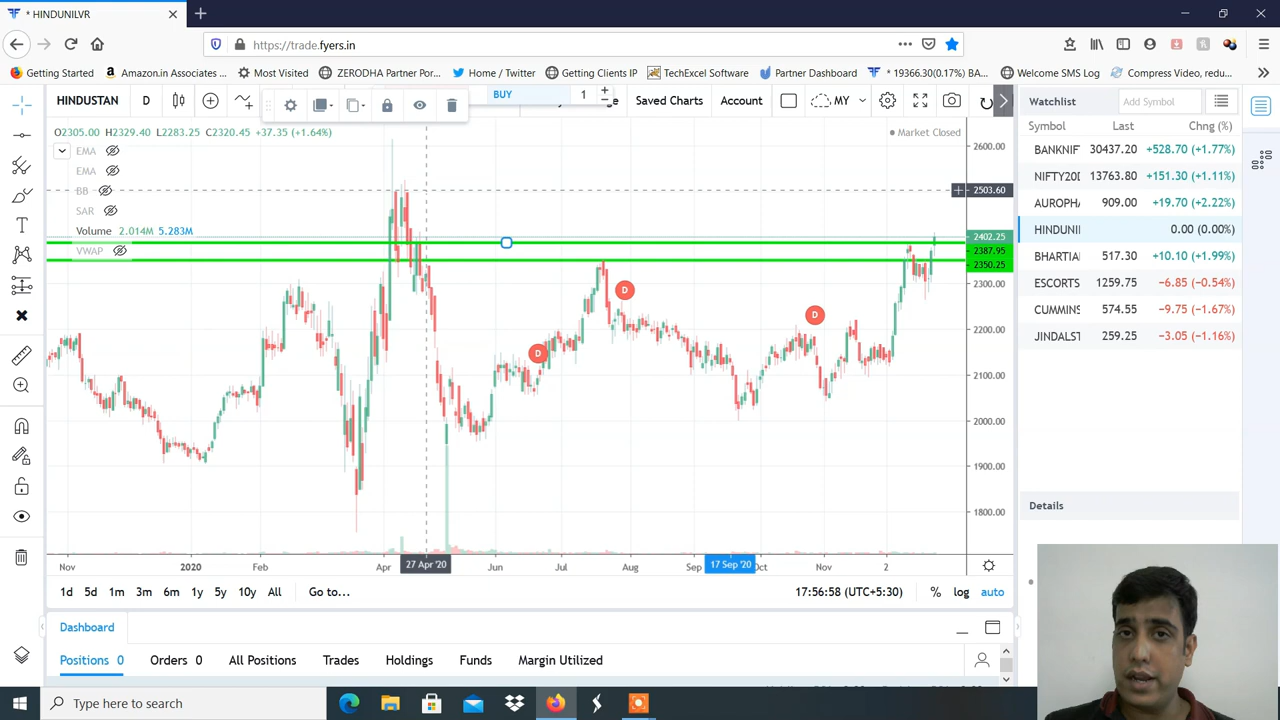 * HINDUNILVR
https://trade.fyers.in
Getting Started Amazon.in Associates ... Most Visited ZERODHA Partner Por... Home / Twitter Getting Clients IP TechExcel Software Partner Dashboard * 19366.30(0.17%) BA... Welcome SMS Log Compress Video, redu...
HINDUSTAN D BUY 1 Saved Charts Account MY
O2305.00 H2329.40 L2283.25 C2320.45 +37.35 (+1.64%)
Market Closed
EMA
EMA
BB
SAR
Volume 2.014M 5.283M
VWAP
D
D
D
2600.00
2503.60
2402.25
2387.95
2350.25
2300.00
2200.00
2100.00
2000.00
1900.00
1800.00
Nov 2020 Feb Apr 27 Apr '20 Jun Jul Aug Sep 17 Sep '20 Oct Nov 2
1d 5d 1m 3m 6m 1y 5y 10y All Go to...
17:56:58 (UTC+5:30) % log auto
Watchlist Add Symbol
Symbol Last Chng (%)
BANKNIF 30437.20 +528.70 (+1.77%)
NIFTY20D 13763.80 +151.30 (+1.11%)
AUROPHA 909.00 +19.70 (+2.22%)
HINDUNII 0.00 (0.00%)
BHARTIA 517.30 +10.10 (+1.99%)
ESCORTS 1259.75 −6.85 (−0.54%)
CUMMINS 574.55 −9.75 (−1.67%)
JINDALST 259.25 −3.05 (−1.16%)
Details
Dashboard
Positions 0 Orders 0 All Positions Trades Holdings Funds Margin Utilized
Type here to search